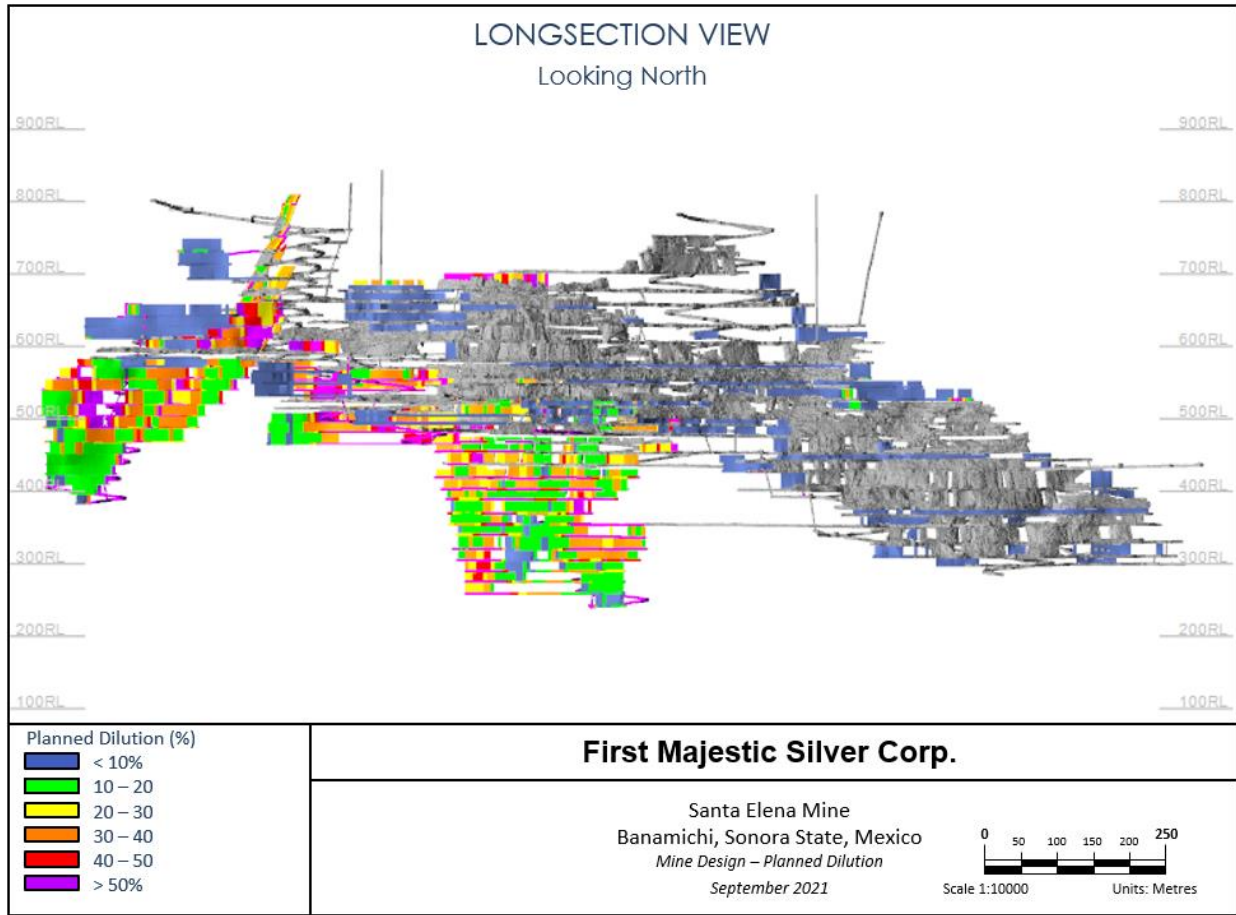 LONGSECTION VIEW
Looking North
900RL 900RL
800RL 800RL
700RL 700RL
600RL 600RL
500RL 500RL
400RL 400RL
300RL 300RL
200RL 200RL
100RL 100RL
Planned Dilution (%)
< 10%
10 – 20
20 – 30
30 – 40
40 – 50
> 50%
First Majestic Silver Corp.
Santa Elena Mine
Banamichi, Sonora State, Mexico
Mine Design – Planned Dilution
September 2021
0 50 100 150 200 250
Scale 1:10000 Units: Metres